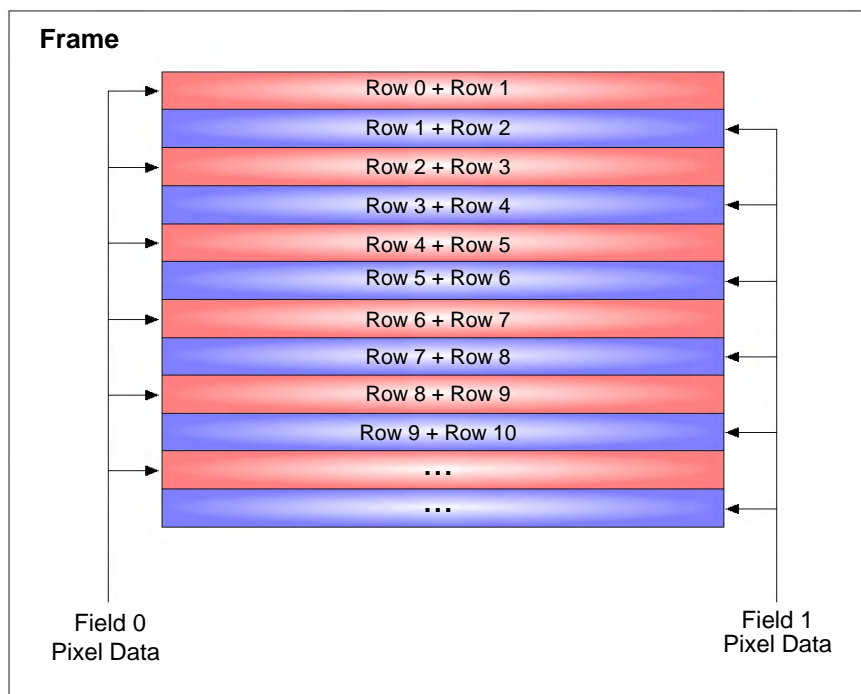 Frame
Row 0 + Row 1
Row 1 + Row 2
Row 2 + Row 3
Row 3 + Row 4
Row 4 + Row 5
Row 5 + Row 6
Row 6 + Row 7
Row 7 + Row 8
Row 8 + Row 9
Row 9 + Row 10
...
...
Field 0
Pixel Data
Field 1
Pixel Data